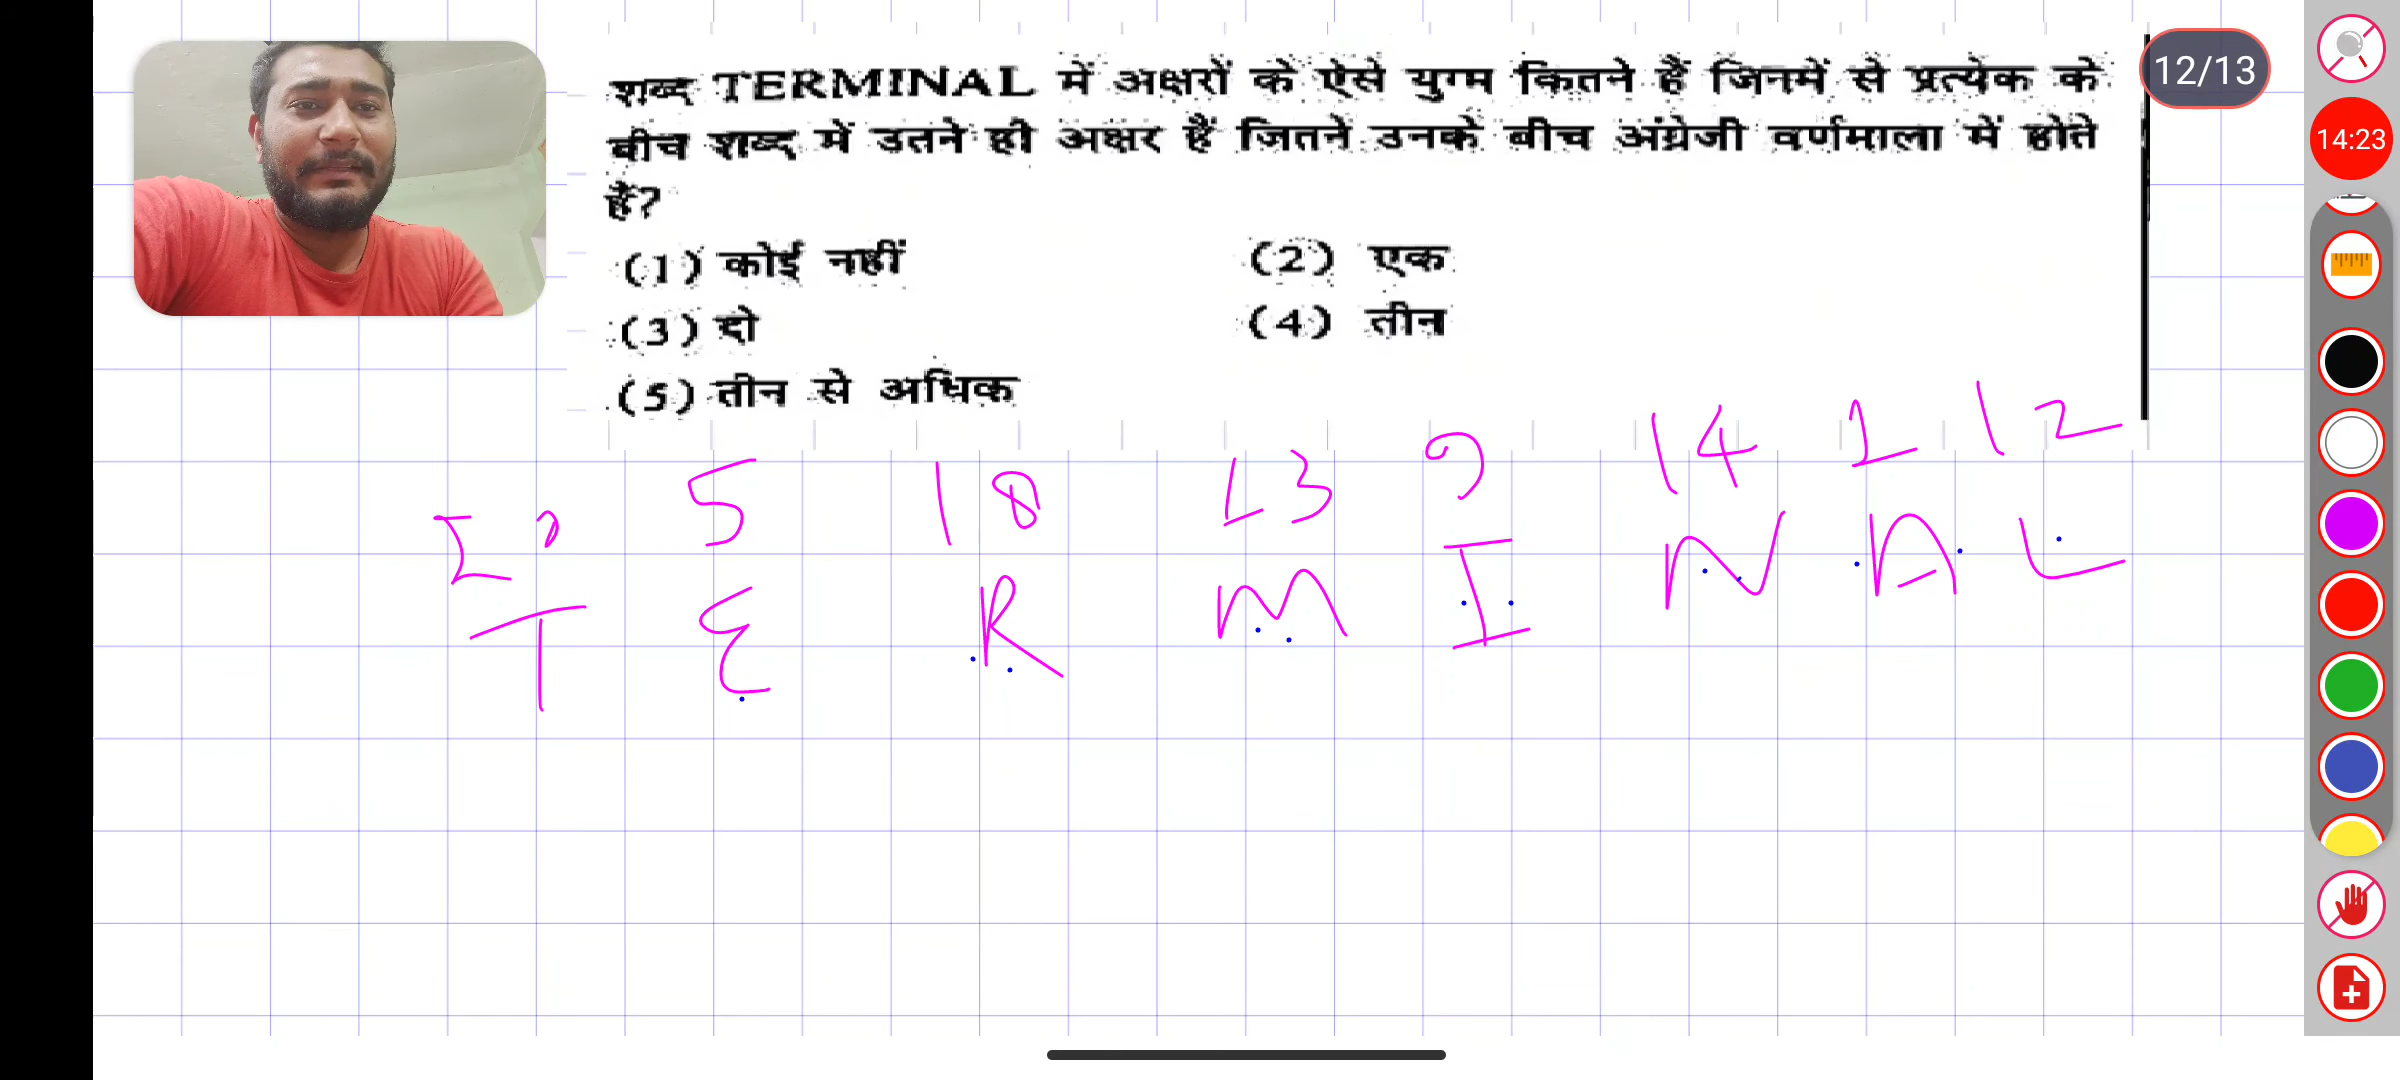 शब्द TERMINAL में अक्षरों के ऐसे युग्म कितने हैं जिनमें से प्रत्येक के
बीच शब्द में उतने ही अक्षर हैं जितने उनके बीच अंग्रेजी वर्णमाला में होते
हैं?
(1) कोई नहीं (2) एक
(3) दो (4) तीन
(5) तीन से अधिक
12/13
14:23
20 5 18 13 9 14 1 12
T E R M I N A L